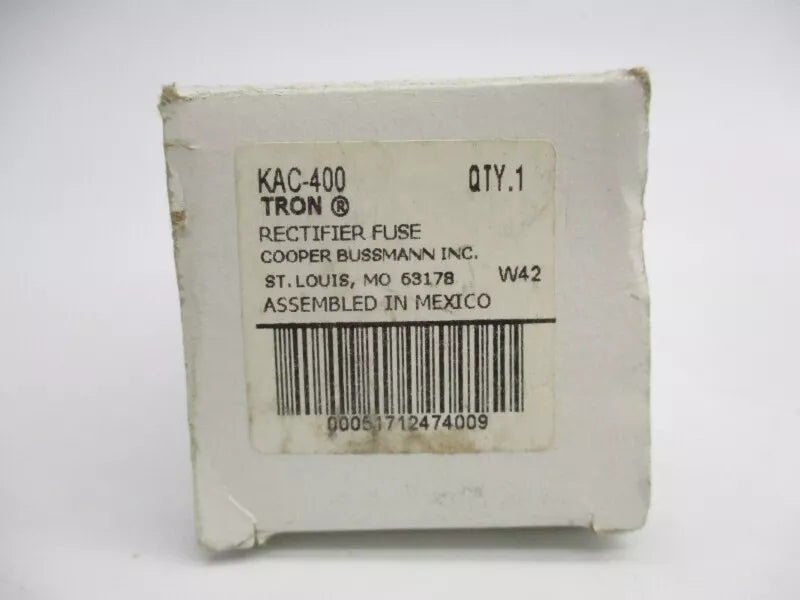 KAC-400 QTY.1
TRON ®
RECTIFIER FUSE
COOPER BUSSMANN INC.
ST. LOUIS, MO 63178 W42
ASSEMBLED IN MEXICO
00051712474009